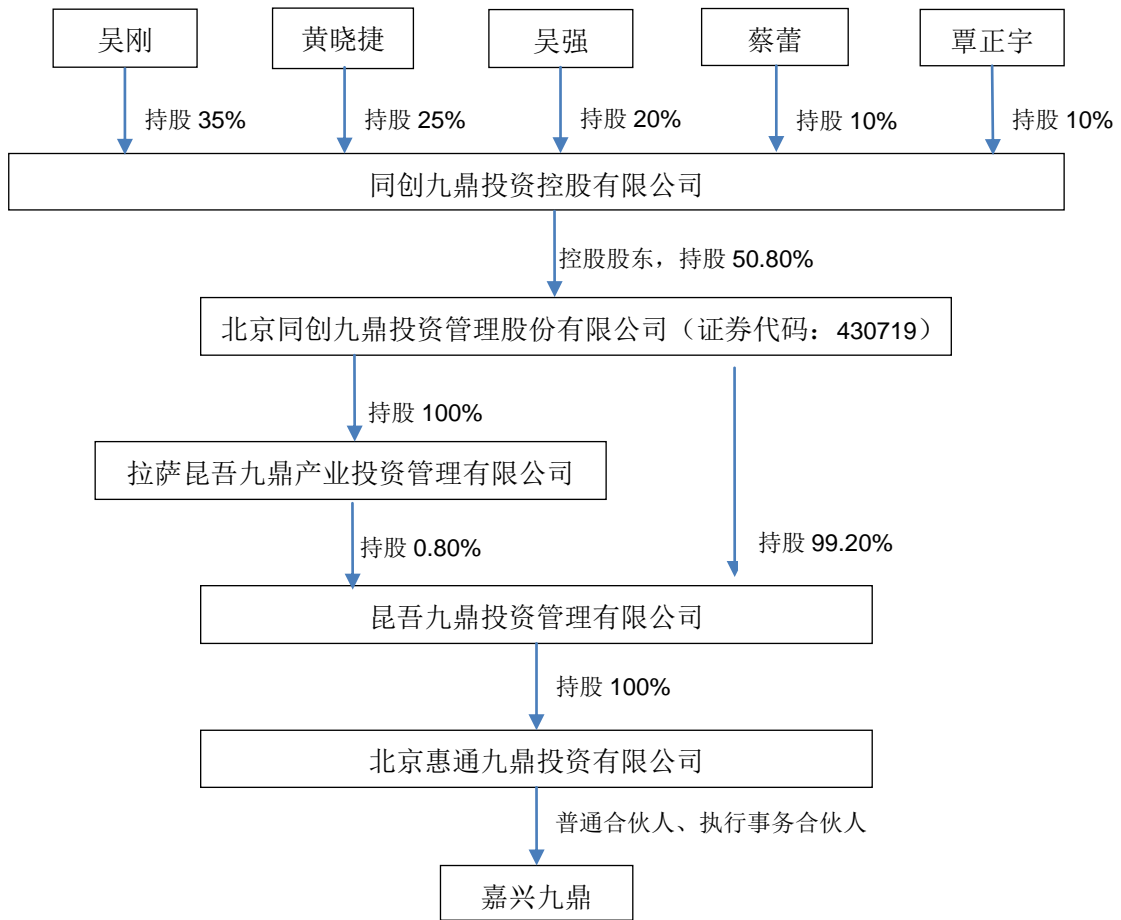 吴刚
黄晓捷
吴强
蔡蕾
覃正宇
持股 35%
持股 25%
持股 20%
持股 10%
持股 10%
同创九鼎投资控股有限公司
控股股东，持股 50.80%
北京同创九鼎投资管理股份有限公司（证券代码：430719）
持股 100%
拉萨昆吾九鼎产业投资管理有限公司
持股 0.80%
持股 99.20%
昆吾九鼎投资管理有限公司
持股 100%
北京惠通九鼎投资有限公司
普通合伙人、执行事务合伙人
嘉兴九鼎